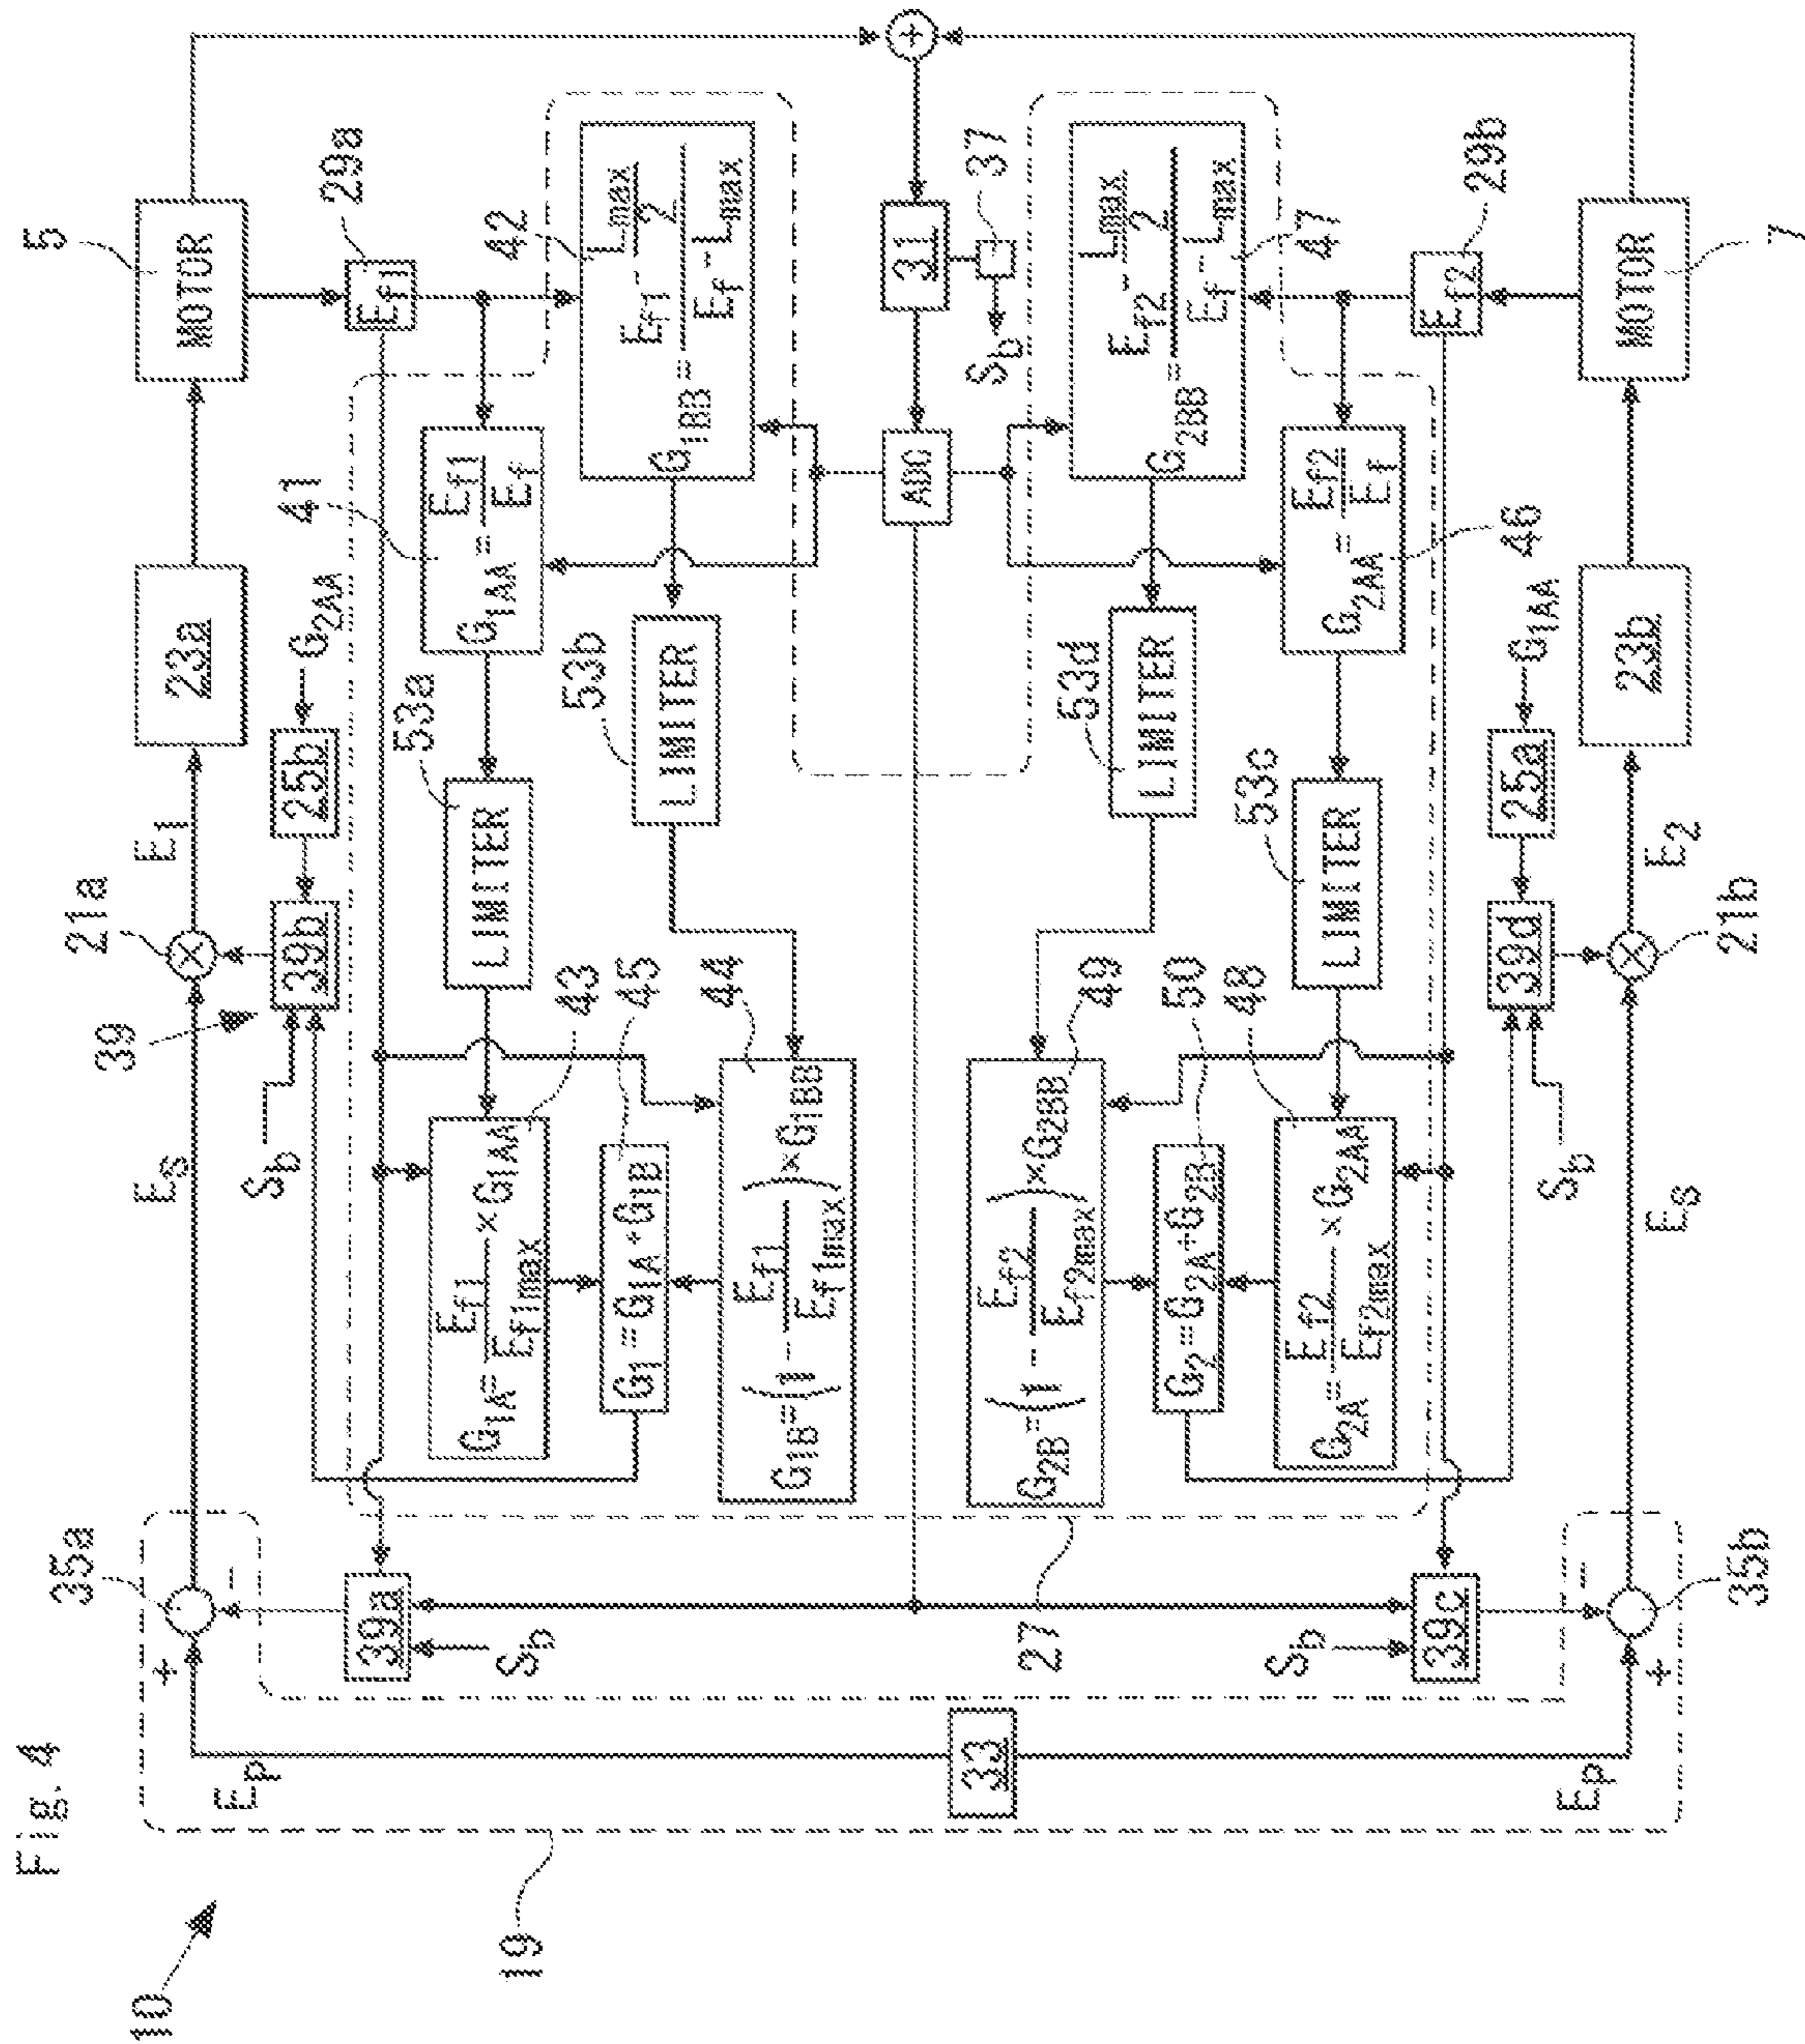 Fig. 4
10
19
35a
E_s
21a
E_1
23a
MOTOR
5
E_p
+
-
39
S_b
39b
25b
G_2AA
E_f1
29a
39a
S_b
43
G_1A = E_f1/E_f1max × G_1AA
53a
LIMITER
41
G_1AA = E_f1/E_f
45
G_1 = G_1A + G_1B
53b
LIMITER
42
G_1BB = (E_f1 - L_max/2)/(E_f - L_max)
44
G_1B = (1 - E_f1/E_f1max) × G_1BB
33
ADC
31
+
37
S_b
27
49
G_2B = (1 - E_f2/E_f2max) × G_2BB
53d
LIMITER
G_2BB = (E_f2 - L_max/2)/(E_f - L_max)
47
50
G_2 = G_2A + G_2B
48
G_2A = E_f2/E_f2max × G_2AA
53c
LIMITER
G_2AA = E_f2/E_f
46
S_b
39c
E_f2
29b
S_b
39d
25a
G_1AA
E_p
+
-
35b
E_s
21b
E_2
23b
MOTOR
7